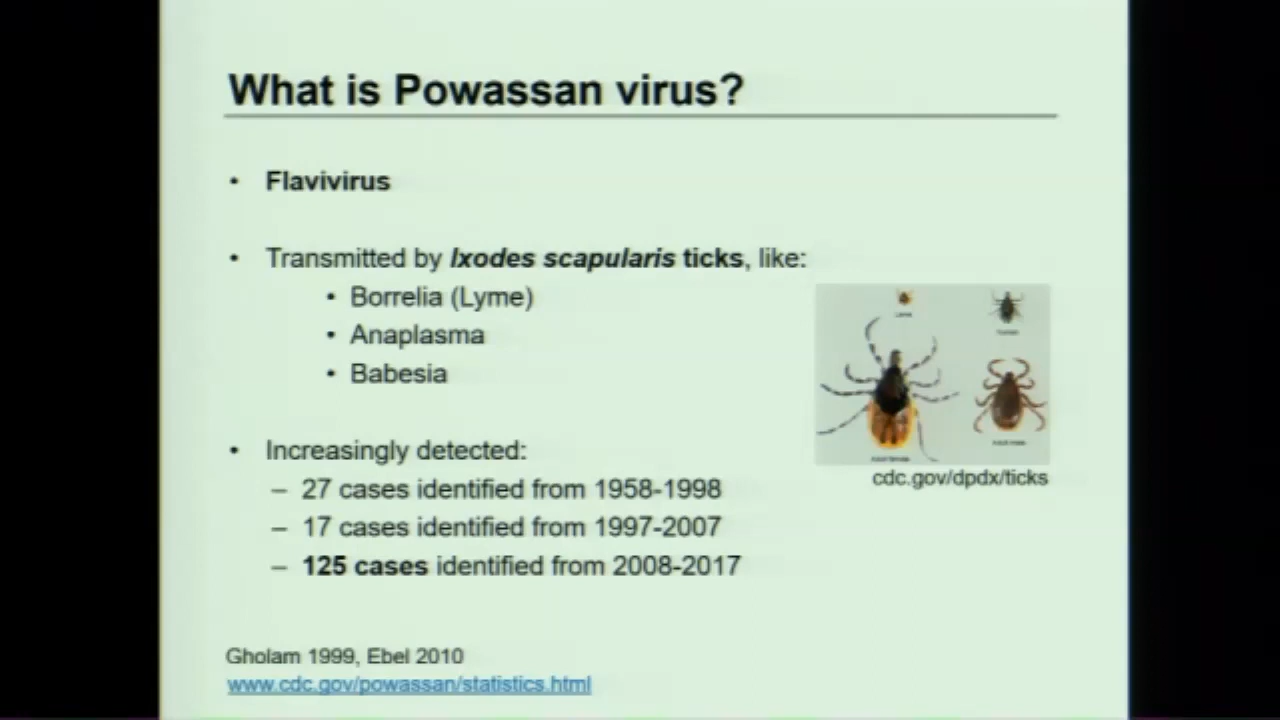 What is Powassan virus?
• Flavivirus
• Transmitted by Ixodes scapularis ticks, like:
• Borrelia (Lyme)
• Anaplasma
• Babesia
• Increasingly detected:
– 27 cases identified from 1958-1998
– 17 cases identified from 1997-2007
– 125 cases identified from 2008-2017
cdc.gov/dpdx/ticks
Gholam 1999, Ebel 2010
www.cdc.gov/powassan/statistics.html